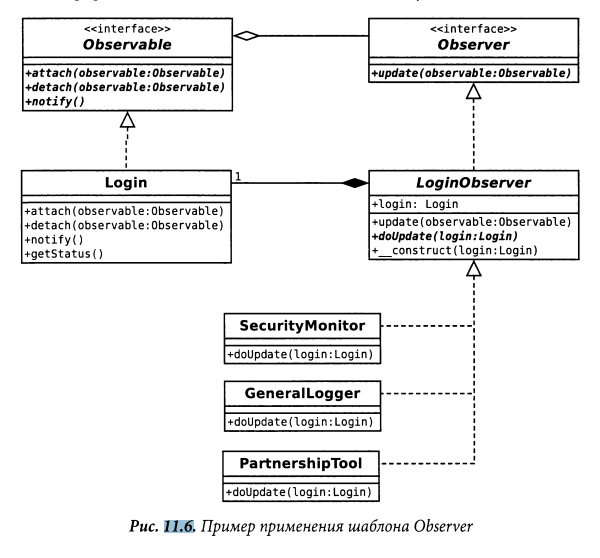 <<interface>>
Observable
+attach(observable:Observable)
+detach(observable:Observable)
+notify()
<<interface>>
Observer
+update(observable:Observable)
Login
+attach(observable:Observable)
+detach(observable:Observable)
+notify()
+getStatus()
1
LoginObserver
+login: Login
+update(observable:Observable)
+doUpdate(login:Login)
+__construct(login:Login)
SecurityMonitor
+doUpdate(login:Login)
GeneralLogger
+doUpdate(login:Login)
PartnershipTool
+doUpdate(login:Login)
Рис. 11.6. Пример применения шаблона Observer